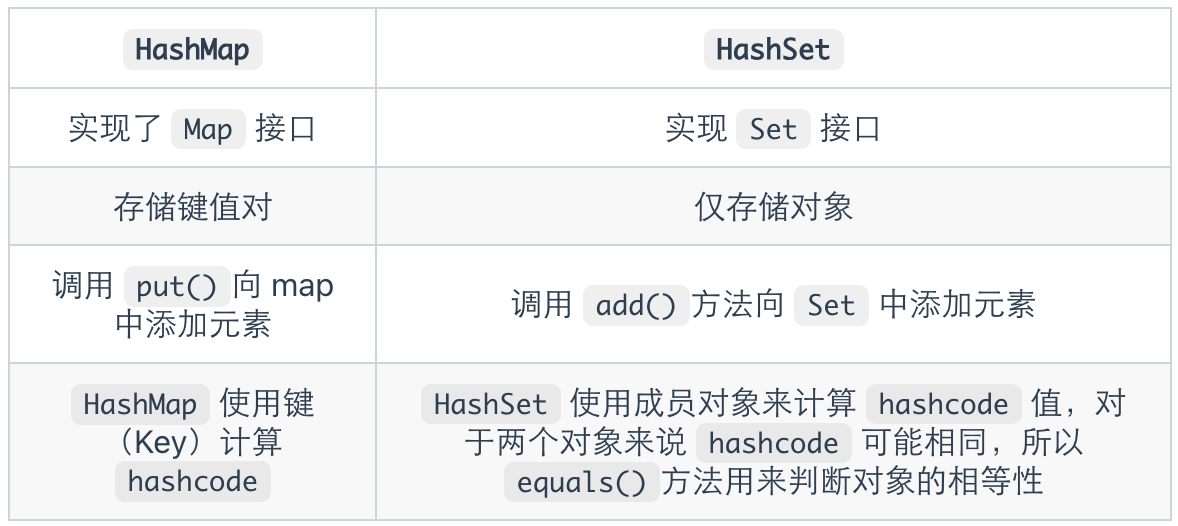 HashMap
HashSet
实现了 Map 接口
实现 Set 接口
存储键值对
仅存储对象
调用 put()向 map
中添加元素
调用 add()方法向 Set 中添加元素
HashMap 使用键
（Key）计算
hashcode
HashSet 使用成员对象来计算 hashcode 值，对
于两个对象来说 hashcode 可能相同，所以
equals()方法用来判断对象的相等性